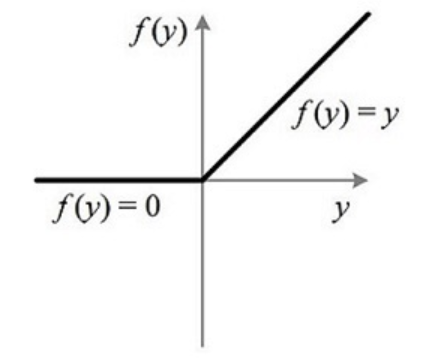 f(y)
f(y) = y
f(y) = 0
y